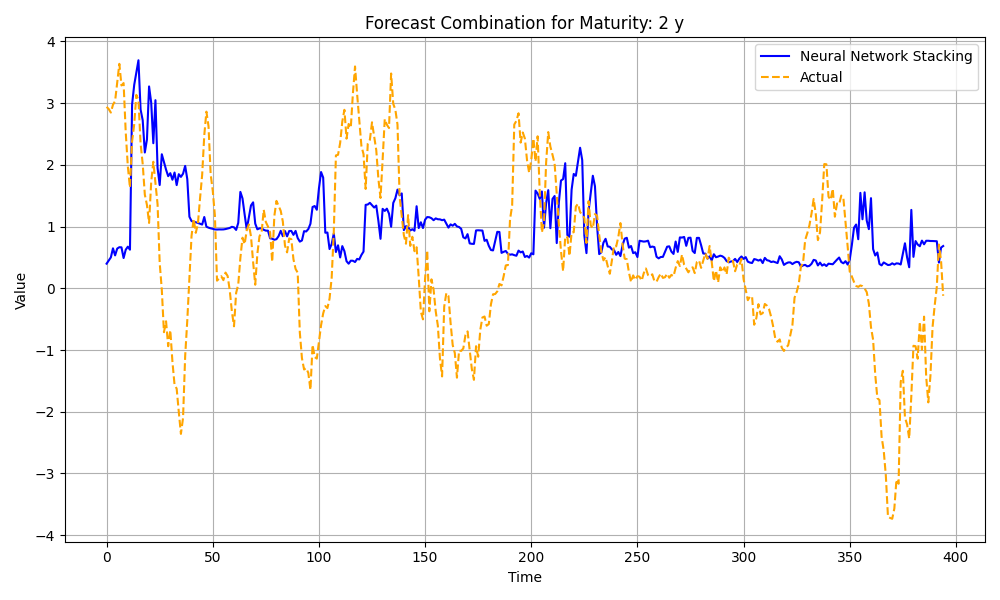 Forecast Combination for Maturity: 2 y
Neural Network Stacking
Actual
Value
4
3
2
1
0
−1
−2
−3
−4
0 50 100 150 200 250 300 350 400
Time